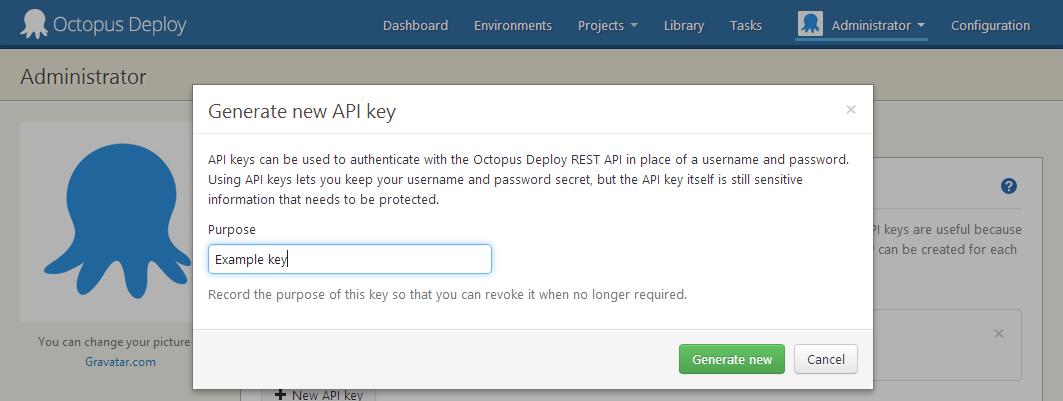 Octopus Deploy
Dashboard Environments Projects Library Tasks Administrator Configuration
Administrator
Generate new API key
×
API keys can be used to authenticate with the Octopus Deploy REST API in place of a username and password.
Using API keys lets you keep your username and password secret, but the API key itself is still sensitive
information that needs to be protected.
Purpose
Example key
Record the purpose of this key so that you can revoke it when no longer required.
Generate new Cancel
You can change your picture
Gravatar.com
?
PI keys are useful because
can be created for each
×
+ New API key